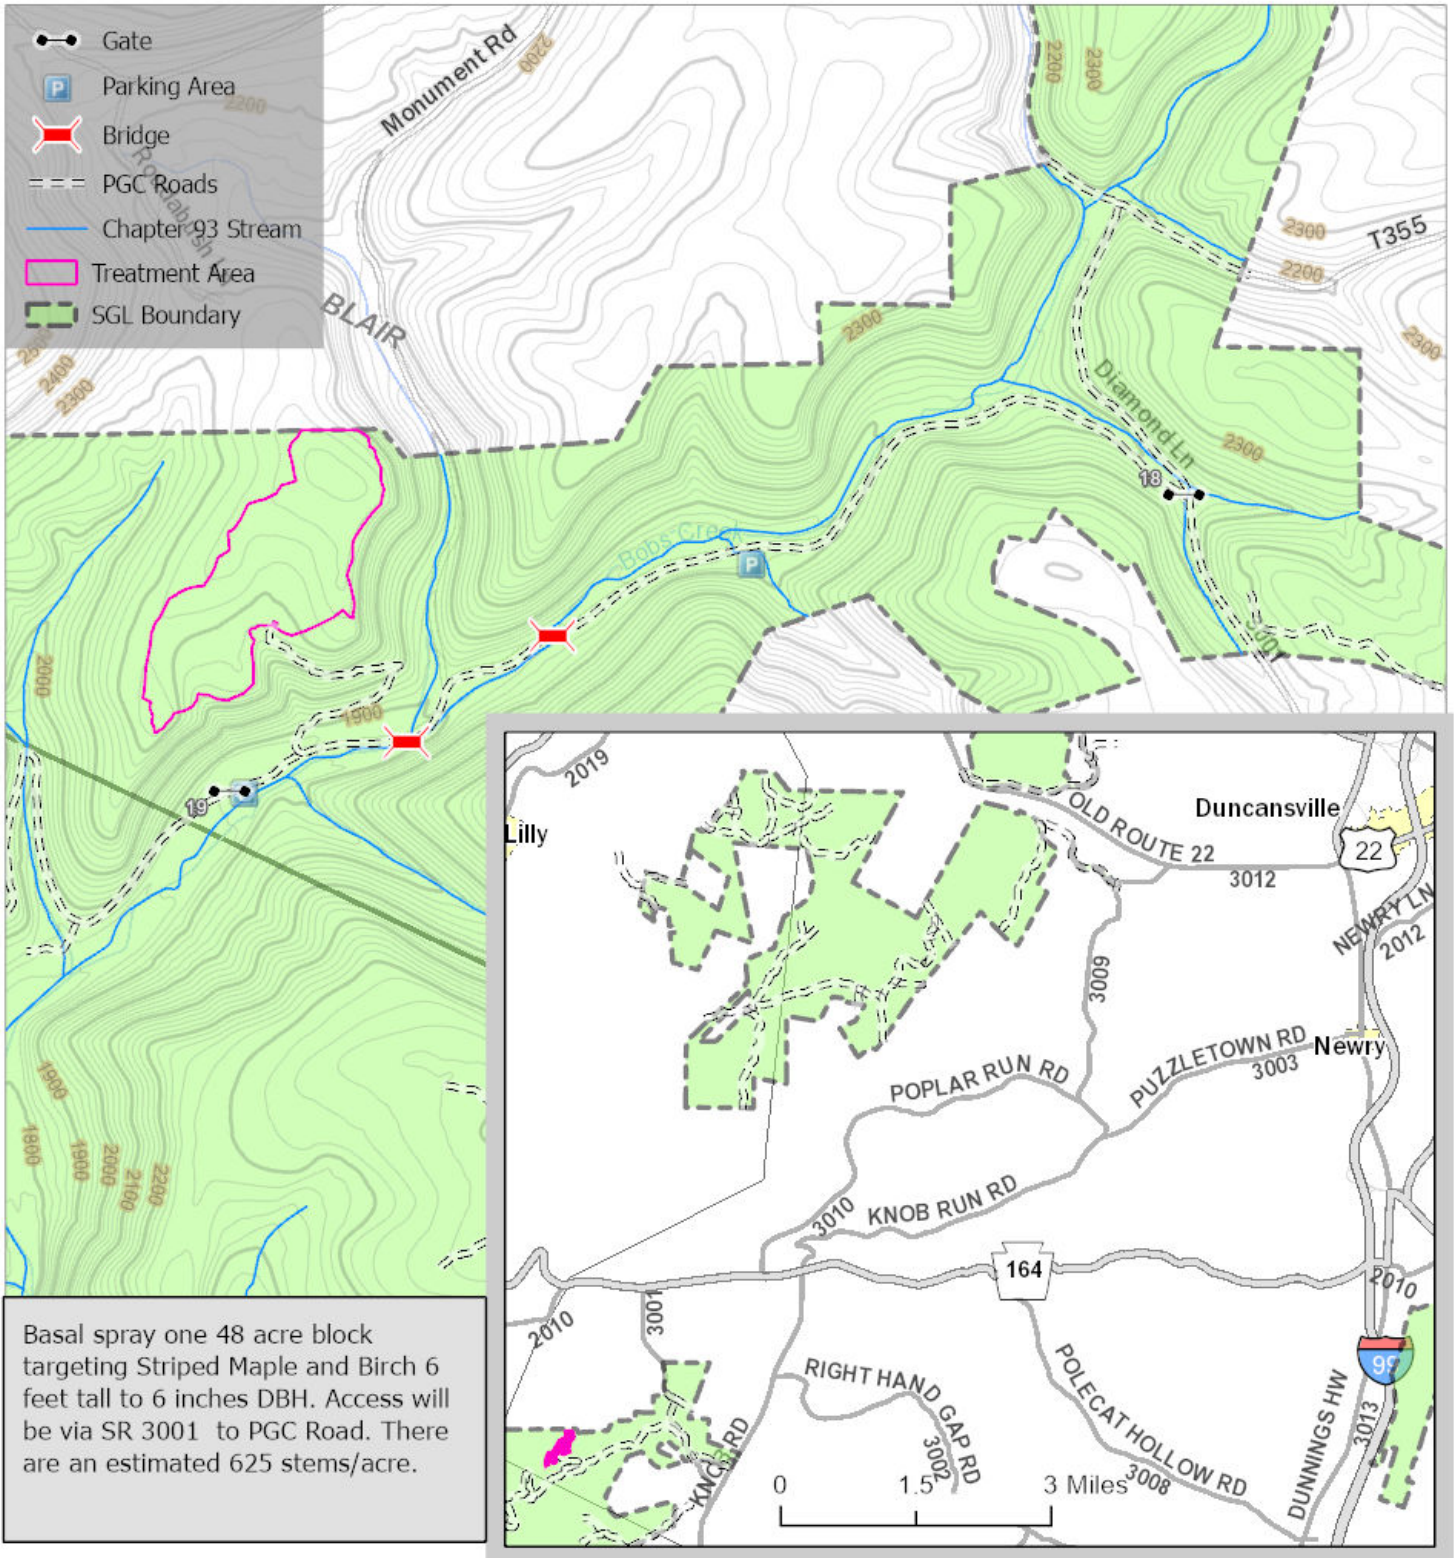 Gate
Parking Area
Bridge
PGC Roads
Chapter 93 Stream
Treatment Area
SGL Boundary
2200
2400
2300
Monument Rd
2200
BLAIR
2200
2300
2300
2200
T355
2300
2300
Diamond Ln
2300
18
Bobs Creek
P
3001
2000
1900
19
1900
1800
1900
2000
2100
2200
2019
Lilly
OLD ROUTE 22
3012
Duncansville
22
NEWRY LN
2012
3009
PUZZLETOWN RD
3003
Newry
POPLAR RUN RD
3010
KNOB RUN RD
164
2010
2010
3001
99
RIGHT HAND GAP RD
3002
POLECAT HOLLOW RD
3008
DUNNINGS HW
3013
0 1.5 3 Miles
Basal spray one 48 acre block
targeting Striped Maple and Birch 6
feet tall to 6 inches DBH. Access will
be via SR 3001 to PGC Road. There
are an estimated 625 stems/acre.